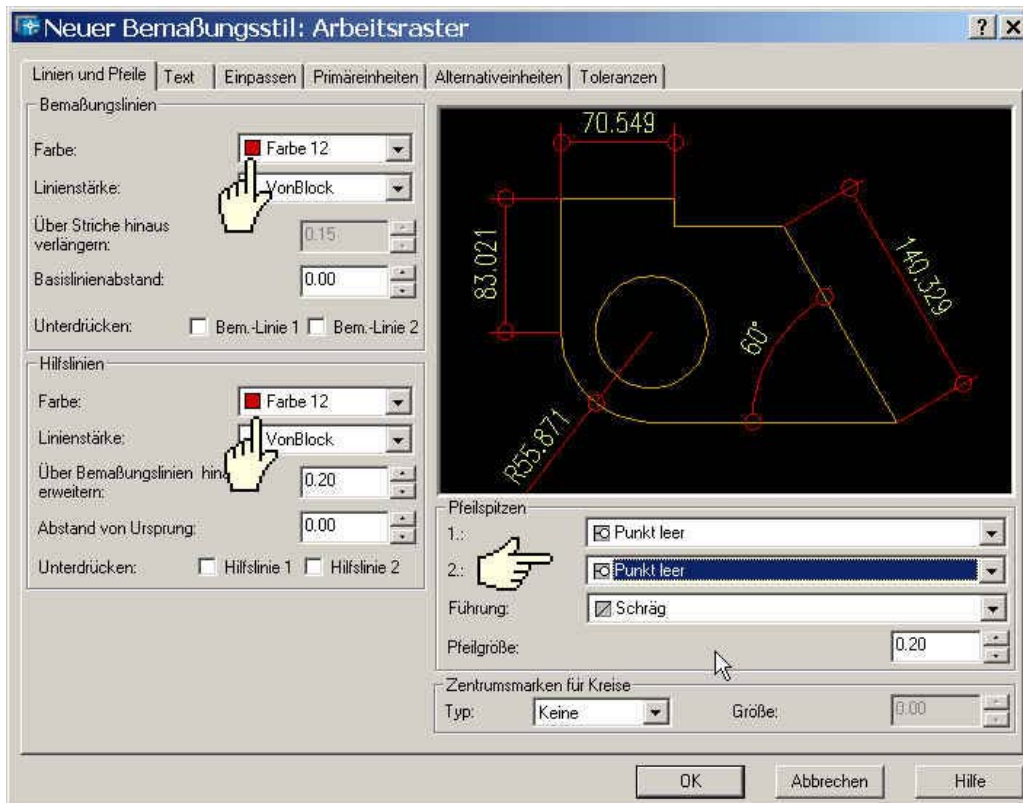 Neuer Bemaßungsstil: Arbeitsraster
Linien und Pfeile Text Einpassen Primäreinheiten Alternativeinheiten Toleranzen
Bemaßungslinien
Farbe: Farbe 12
Linienstärke: VonBlock
Über Striche hinaus
verlängern: 0.15
Basislinienabstand: 0.00
Unterdrücken: Bem.-Linie 1 Bem.-Linie 2
Hilfslinien
Farbe: Farbe 12
Linienstärke: VonBlock
Über Bemaßungslinien
erweitern: 0.20
Abstand von Ursprung: 0.00
Unterdrücken: Hilfslinie 1 Hilfslinie 2
70.549
83.021
140.329
60°
R55.871
Pfeilspitzen
1.: Punkt leer
2.: Punkt leer
Führung: Schräg
Pfeilgröße: 0.20
Zentrumsmarken für Kreise
Typ: Keine Größe: 0.00
OK Abbrechen Hilfe